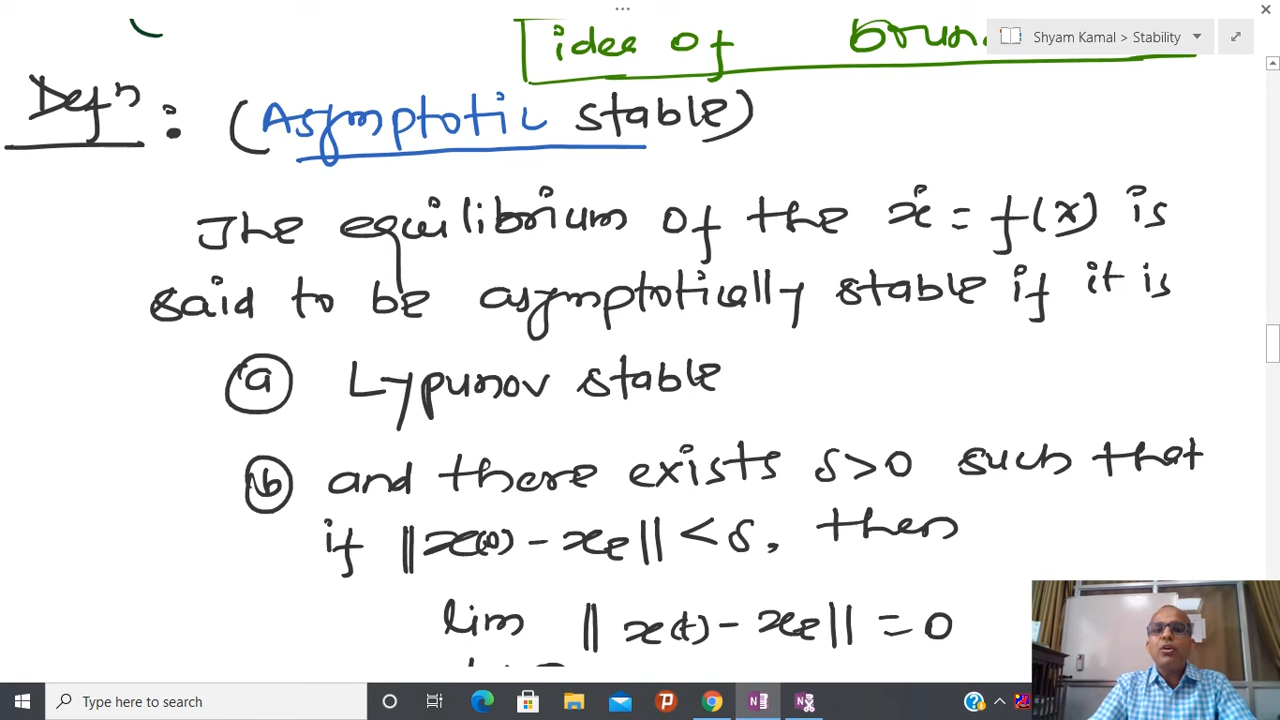 idea of
Shyam Kamal > Stability
Defn : (Asymptotic stable)
The equilibrium of the ẋ = f(x) is
said to be asymptotically stable if it is
(a) Lypunov stable
(b) and there exists δ>0 such that
if ||x(0) - xe|| < δ, then
lim || x(t) - xe|| = 0
Type here to search